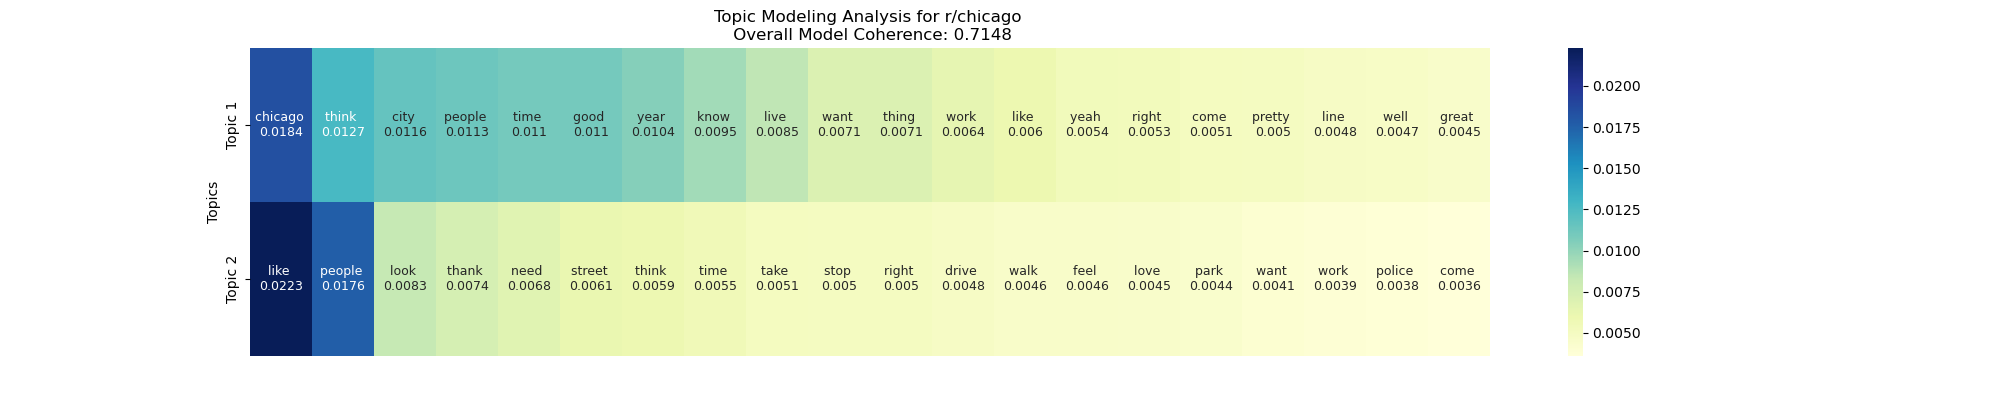 Topic Modeling Analysis for r/chicago
Overall Model Coherence: 0.7148
Topics
Topic 1
chicago think city people time good year know live want thing work like yeah right come pretty line well great
0.0184 0.0127 0.0116 0.0113 0.011 0.011 0.0104 0.0095 0.0085 0.0071 0.0071 0.0064 0.006 0.0054 0.0053 0.0051 0.005 0.0048 0.0047 0.0045
Topic 2
like people look thank need street think time take stop right drive walk feel love park want work police come
0.0223 0.0176 0.0083 0.0074 0.0068 0.0061 0.0059 0.0055 0.0051 0.005 0.005 0.0048 0.0046 0.0046 0.0045 0.0044 0.0041 0.0039 0.0038 0.0036
0.0200
0.0175
0.0150
0.0125
0.0100
0.0075
0.0050